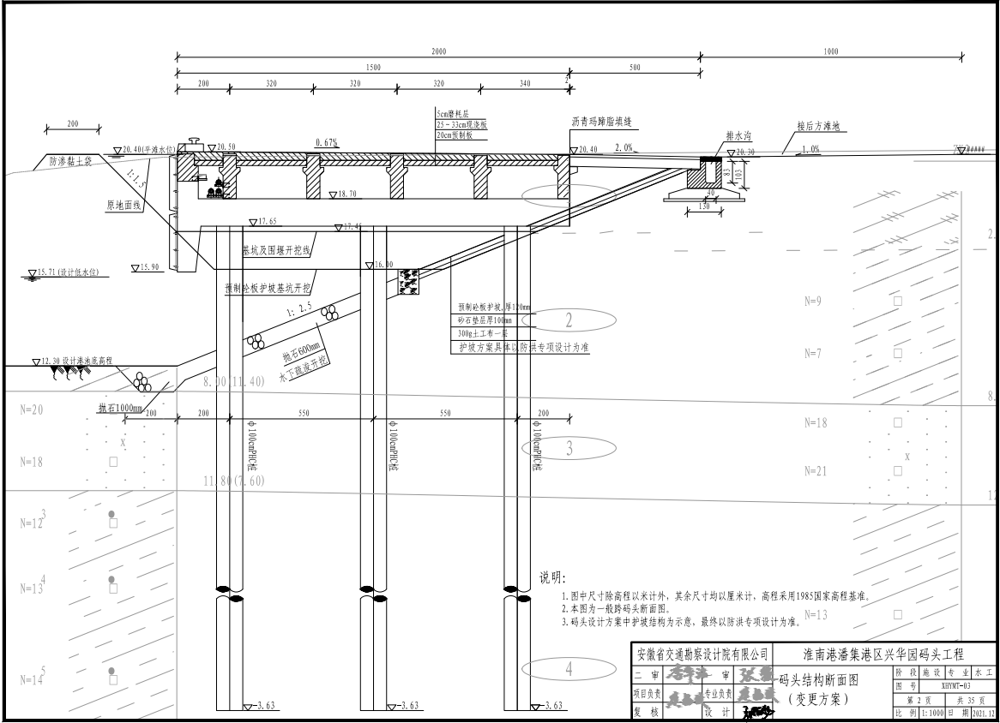 2000
1000
1500
500
200
320
320
320
340
2
200
5cm磨耗层
25-33cm现浇板
20cm预制板
沥青玛蹄脂填缝
接后方滩地
排水沟
20.40(平滩水位)
20.50
0.67%
20.40
2.0%
20.30
1.0%
防渗黏土袋
1:1.5
原地面线
83
103
40
130
18.70
17.65
17.45
基坑及围堰开挖线
15.90
15.71(设计低水位)
16.00
预制砼板护坡基坑开挖
1: 2.5
预制砼板护坡,厚120mm
砂石垫层厚100mm
300g土工布一层
护坡方案具体以防洪专项设计为准
2
N=9
N=7
抛石600mm
水下疏浚开挖
12.30 设计港池底高程
8.00(11.40)
抛石1000mm
200
200
550
550
200
N=20
N=18
x
φ100cmPHC桩
φ100cmPHC桩
φ100cmPHC桩
3
N=18
N=21
x
11.80(7.60)
3
N=12
4
N=13
5
N=14
N=13
4
说明:
1.图中尺寸除高程以米计外，其余尺寸均以厘米计，高程采用1985国家高程基准。
2.本图为一般跨码头断面图。
3.码头设计方案中护坡结构为示意，最终以防洪专项设计为准。
-3.63
-3.63
-3.63
安徽省交通勘察设计院有限公司
淮南港潘集港区兴华园码头工程
二 审
审
项目负责
专业负责
复 核
设 计
码头结构断面图
（变更方案）
阶 段 施 设 专 业 水 工
图 号 XHYMT-03
第 2 页 共 35 页
比 例 1:1000 日 期 2021.12